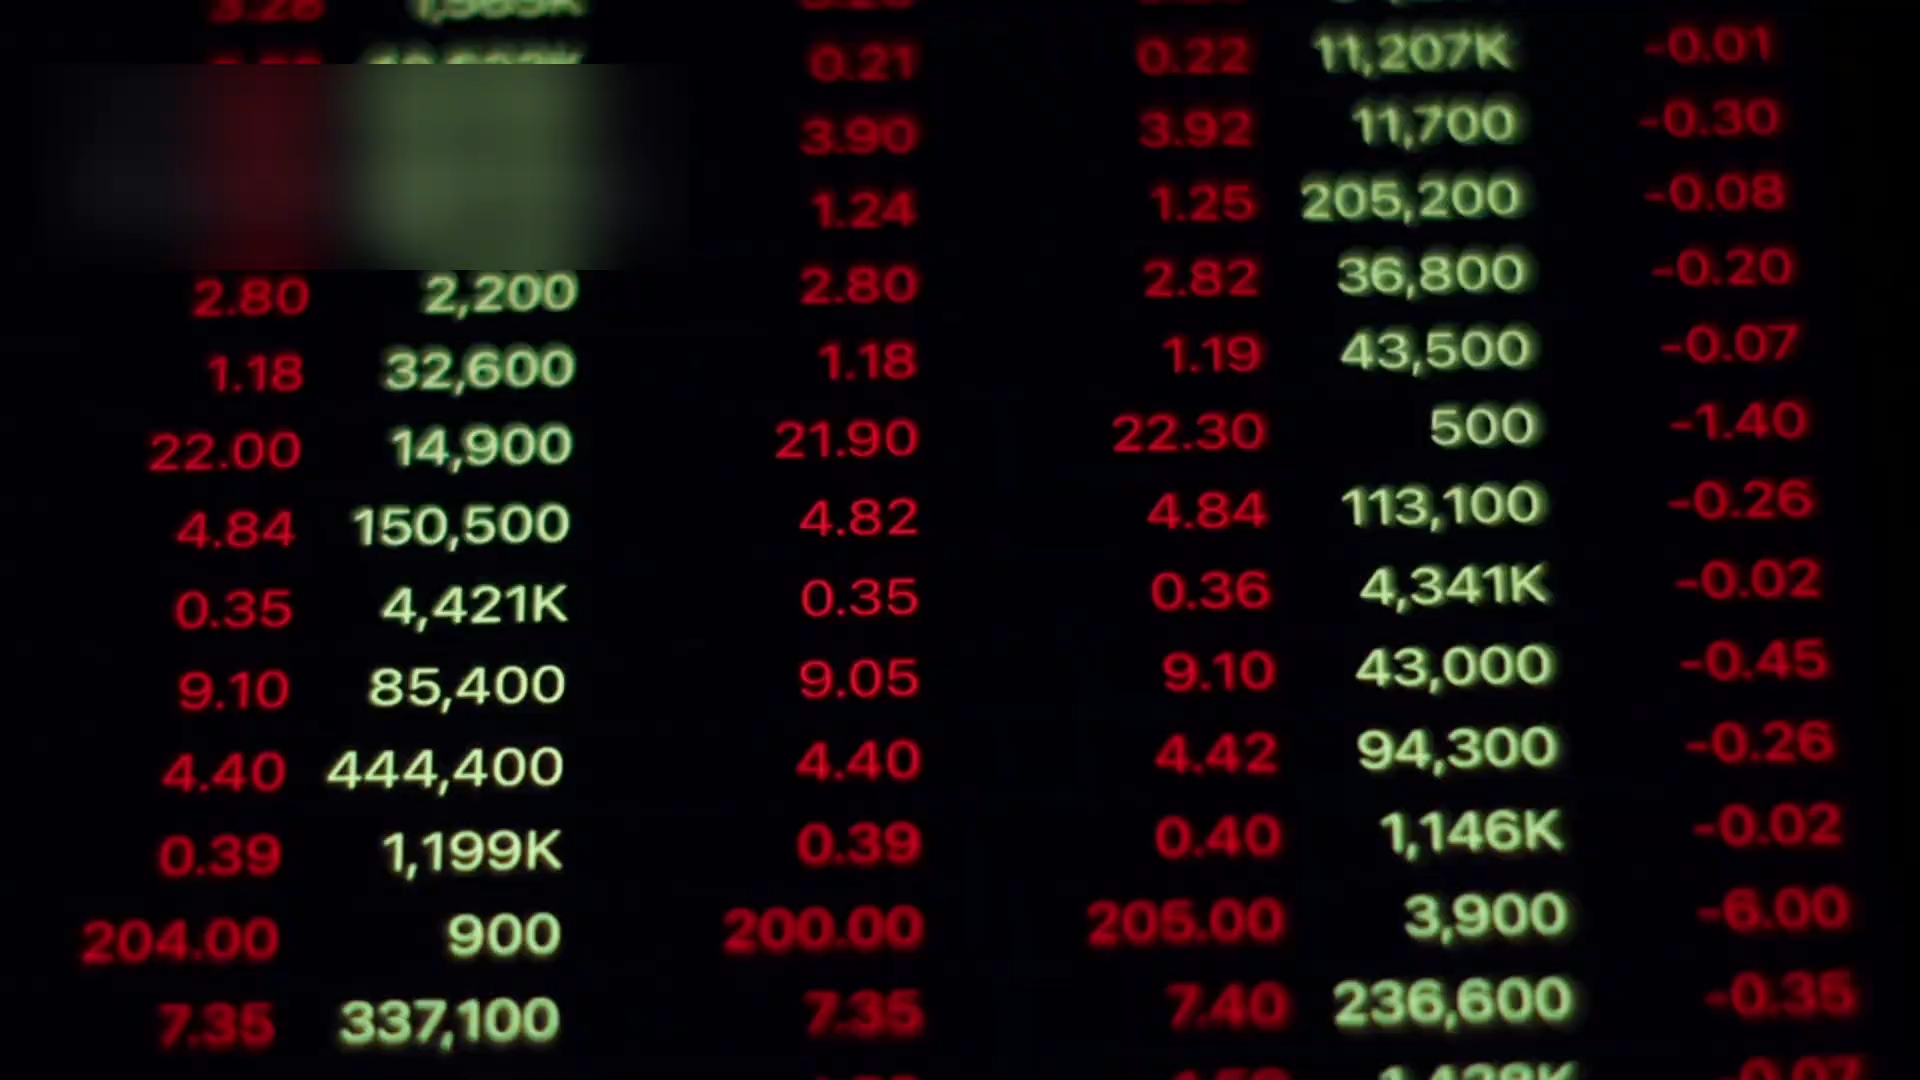 0.21 0.22 11,207K -0.01
3.90 3.92 11,700 -0.30
1.24 1.25 205,200 -0.08
2.80 2,200 2.80 2.82 36,800 -0.20
1.18 32,600 1.18 1.19 43,500 -0.07
22.00 14,900 21.90 22.30 500 -1.40
4.84 150,500 4.82 4.84 113,100 -0.26
0.35 4,421K 0.35 0.36 4,341K -0.02
9.10 85,400 9.05 9.10 43,000 -0.45
4.40 444,400 4.40 4.42 94,300 -0.26
0.39 1,199K 0.39 0.40 1,146K -0.02
204.00 900 200.00 205.00 3,900 -6.00
7.35 337,100 7.35 7.40 236,600 -0.35